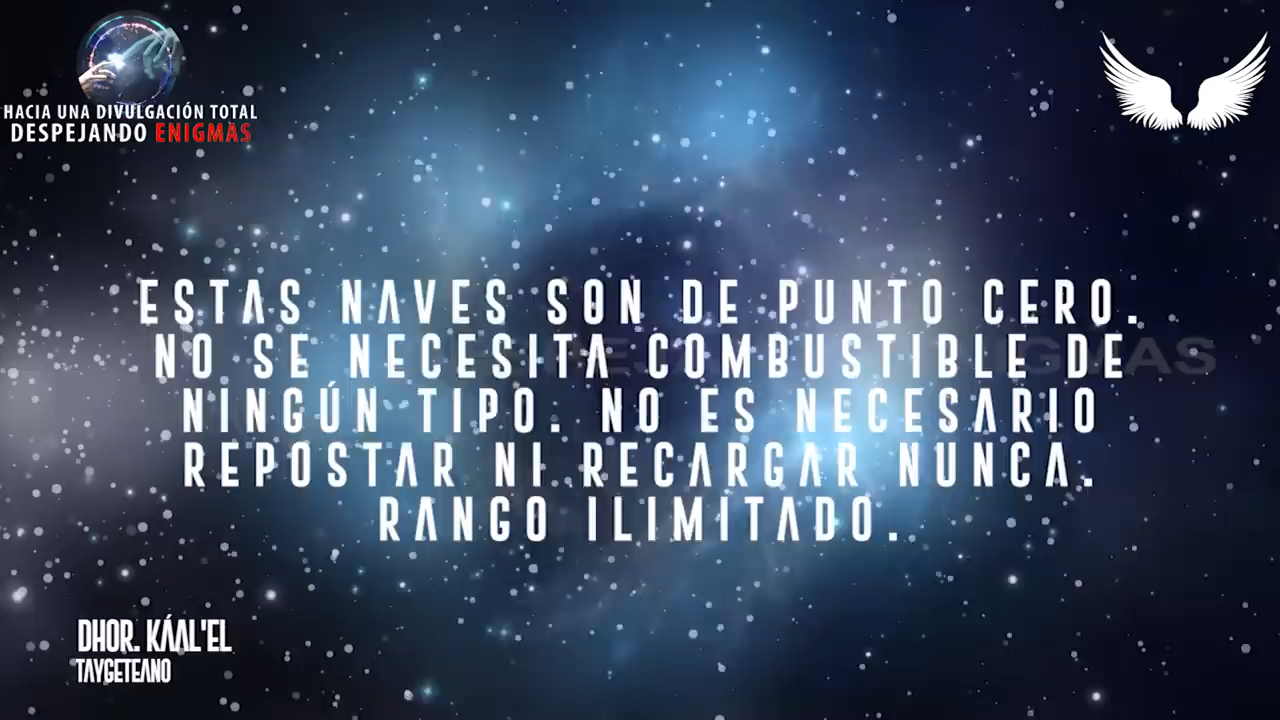 HACIA UNA DIVULGACIÓN TOTAL
DESPEJANDO ENIGMAS
ESTAS NAVES SON DE PUNTO CERO.
NO SE NECESITA COMBUSTIBLE DE
NINGÚN TIPO. NO ES NECESARIO
REPOSTAR NI RECARGAR NUNCA.
RANGO ILIMITADO.
DHOR. KÁAL'EL
TAYGETEANO